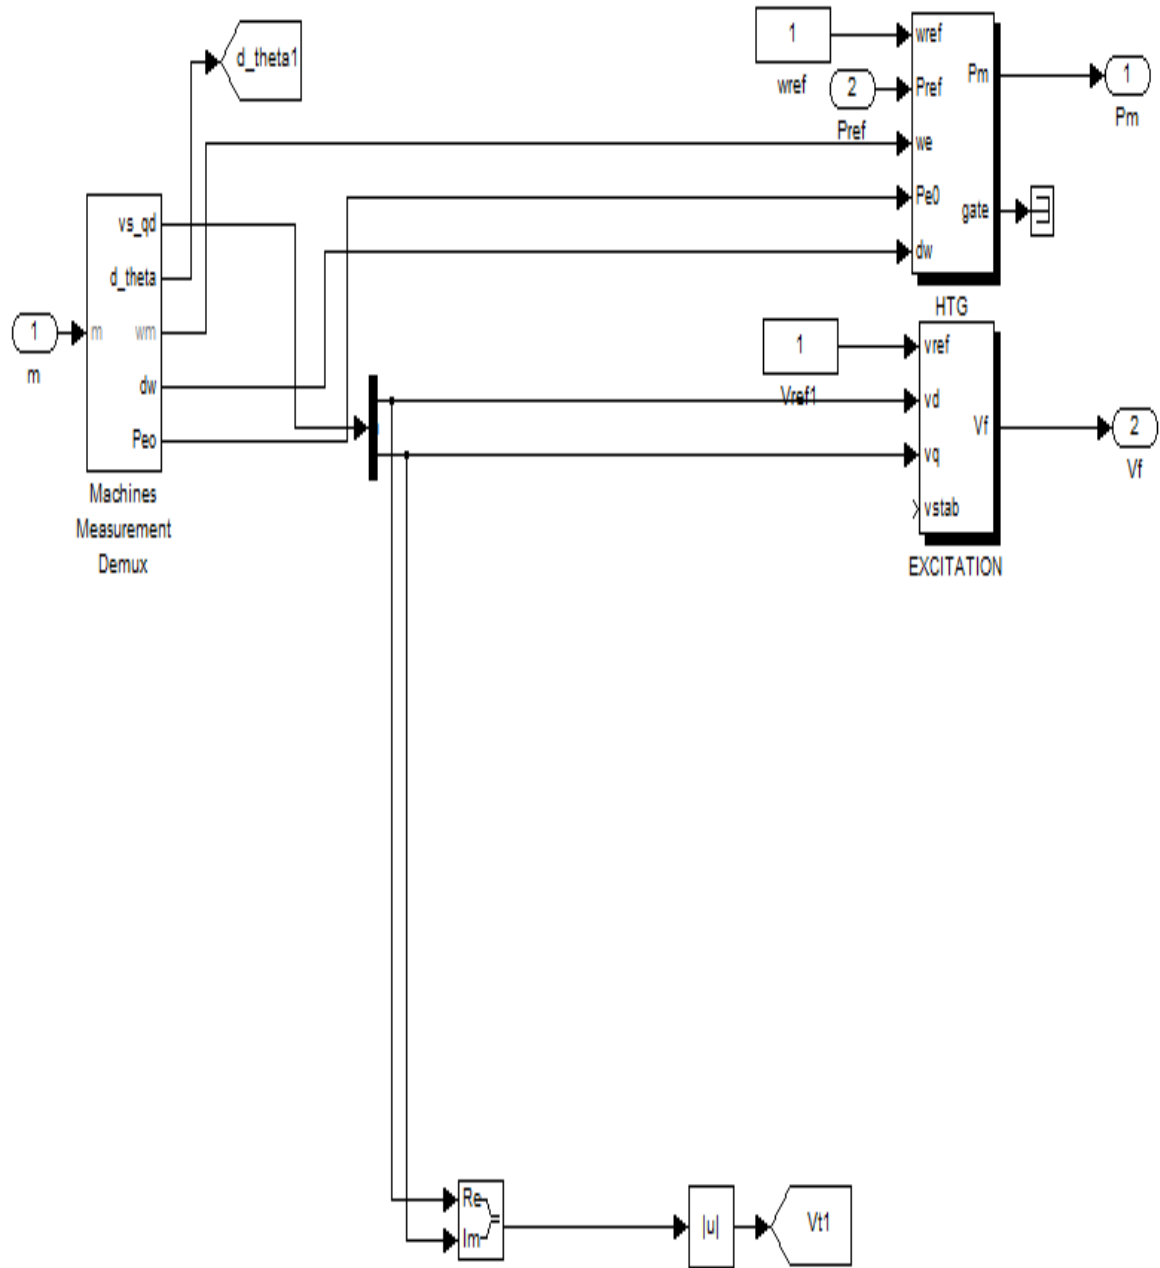 d_theta1
1
wref
2
Pref
wref
Pref
we
Pe0
dw
Pm
gate
HTG
1
Pm
1
m
m
vs_qd
d_theta
wm
dw
Peo
Machines
Measurement
Demux
1
Vref1
vref
vd
vq
vstab
Vf
EXCITATION
2
Vf
Re
Im
|u|
Vt1